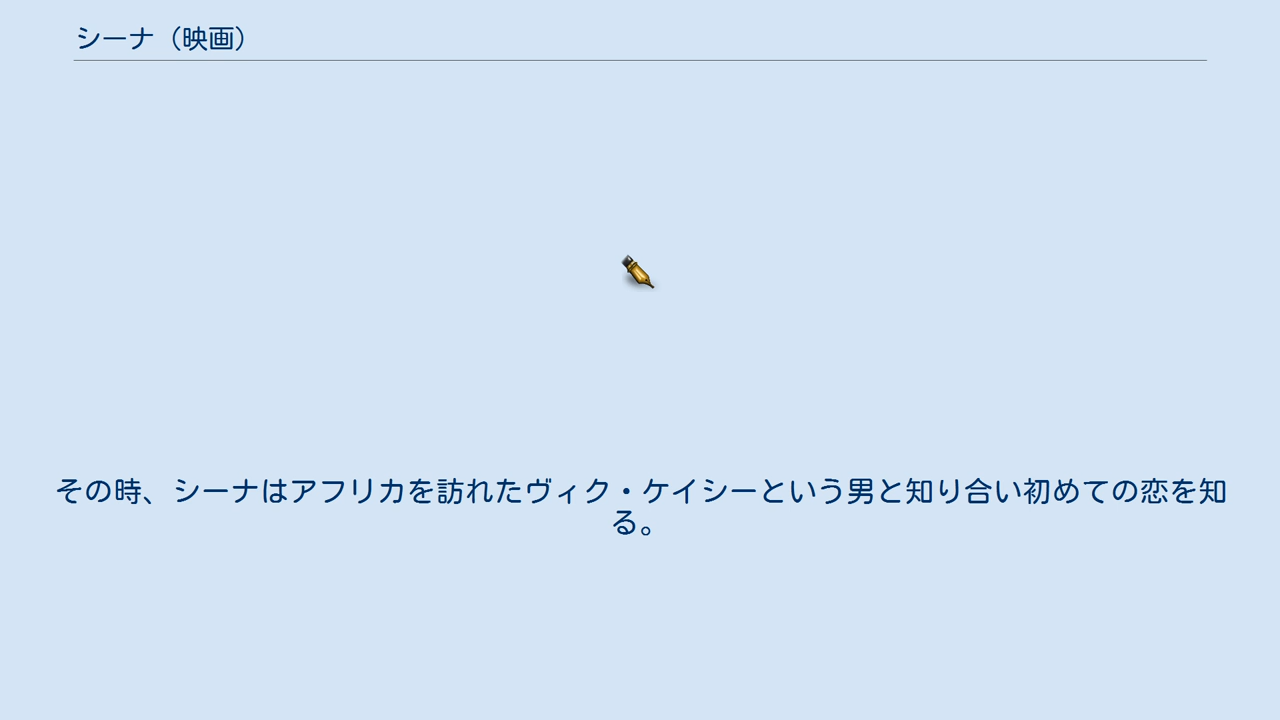 シーナ（映画）
その時、シーナはアフリカを訪れたヴィク・ケイシーという男と知り合い初めての恋を知
る。